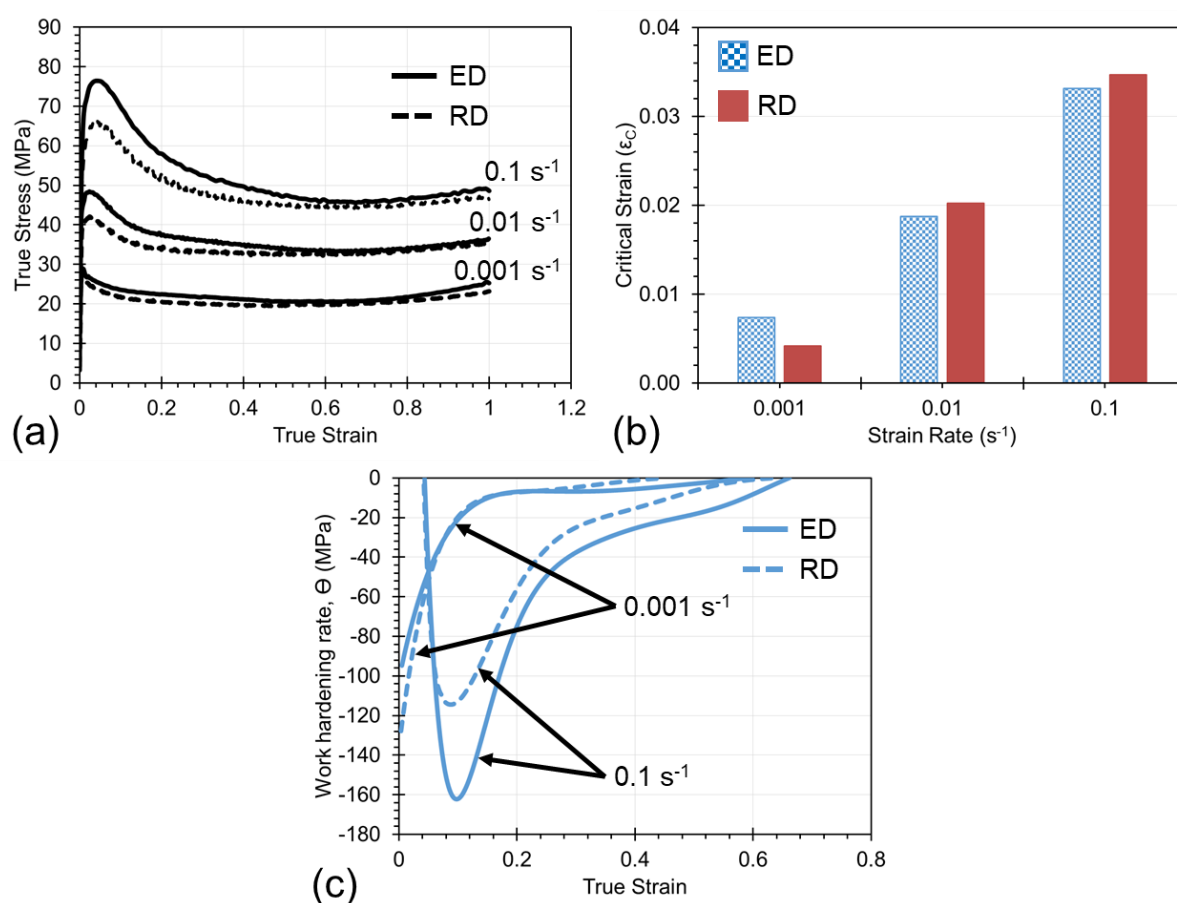 90
80
70
60
50
40
30
20
10
0
True Stress (MPa)
ED
RD
0.1 s-1
0.01 s-1
0.001 s-1
0
0.2
0.4
0.6
0.8
1
1.2
True Strain
(a)
0.04
0.03
0.02
0.01
0.00
Critical Strain (εC)
ED
RD
0.001
0.01
0.1
Strain Rate (s-1)
(b)
0
-20
-40
-60
-80
-100
-120
-140
-160
-180
Work hardening rate, ϴ (MPa)
ED
RD
0.001 s-1
0.1 s-1
0
0.2
0.4
0.6
0.8
True Strain
(c)